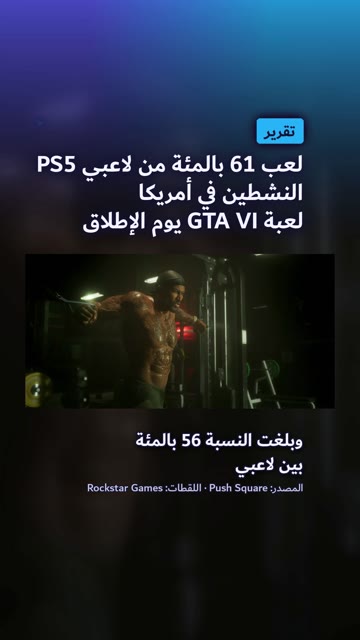 تقرير
لعب 61 بالمئة من لاعبي PS5
النشطين في أمريكا
لعبة GTA VI يوم الإطلاق
وبلغت النسبة 56 بالمئة
بين لاعبي
المصدر: Push Square · اللقطات: Rockstar Games